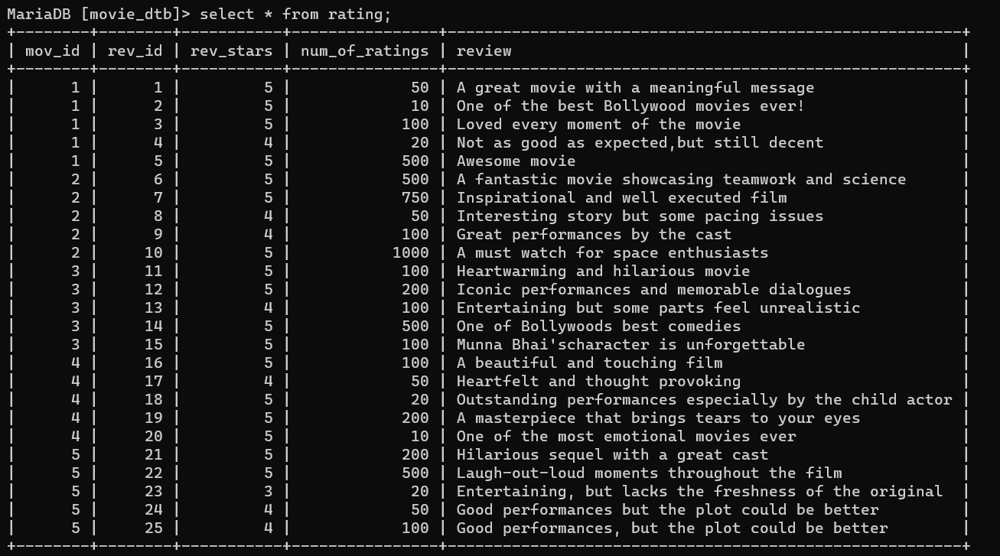 MariaDB [movie_dtb]> select * from rating;
+--------+--------+-----------+----------------+--------------------------------------------------------+
| mov_id | rev_id | rev_stars | num_of_ratings | review                                                 |
+--------+--------+-----------+----------------+--------------------------------------------------------+
|      1 |      1 |         5 |             50 | A great movie with a meaningful message                |
|      1 |      2 |         5 |             10 | One of the best Bollywood movies ever!                 |
|      1 |      3 |         5 |            100 | Loved every moment of the movie                        |
|      1 |      4 |         4 |             20 | Not as good as expected,but still decent               |
|      1 |      5 |         5 |            500 | Awesome movie                                          |
|      2 |      6 |         5 |            500 | A fantastic movie showcasing teamwork and science      |
|      2 |      7 |         5 |            750 | Inspirational and well executed film                   |
|      2 |      8 |         4 |             50 | Interesting story but some pacing issues               |
|      2 |      9 |         4 |            100 | Great performances by the cast                         |
|      2 |     10 |         5 |           1000 | A must watch for space enthusiasts                     |
|      3 |     11 |         5 |            100 | Heartwarming and hilarious movie                       |
|      3 |     12 |         5 |            200 | Iconic performances and memorable dialogues            |
|      3 |     13 |         4 |            100 | Entertaining but some parts feel unrealistic           |
|      3 |     14 |         5 |            500 | One of Bollywoods best comedies                        |
|      3 |     15 |         5 |            100 | Munna Bhai'scharacter is unforgettable                 |
|      4 |     16 |         5 |            100 | A beautiful and touching film                          |
|      4 |     17 |         4 |             50 | Heartfelt and thought provoking                        |
|      4 |     18 |         5 |             20 | Outstanding performances especially by the child actor |
|      4 |     19 |         5 |            200 | A masterpiece that brings tears to your eyes           |
|      4 |     20 |         5 |             10 | One of the most emotional movies ever                  |
|      5 |     21 |         5 |            200 | Hilarious sequel with a great cast                     |
|      5 |     22 |         5 |            500 | Laugh-out-loud moments throughout the film             |
|      5 |     23 |         3 |             20 | Entertaining, but lacks the freshness of the original  |
|      5 |     24 |         4 |             50 | Good performances but the plot could be better         |
|      5 |     25 |         4 |            100 | Good performances, but the plot could be better        |
+--------+--------+-----------+----------------+--------------------------------------------------------+